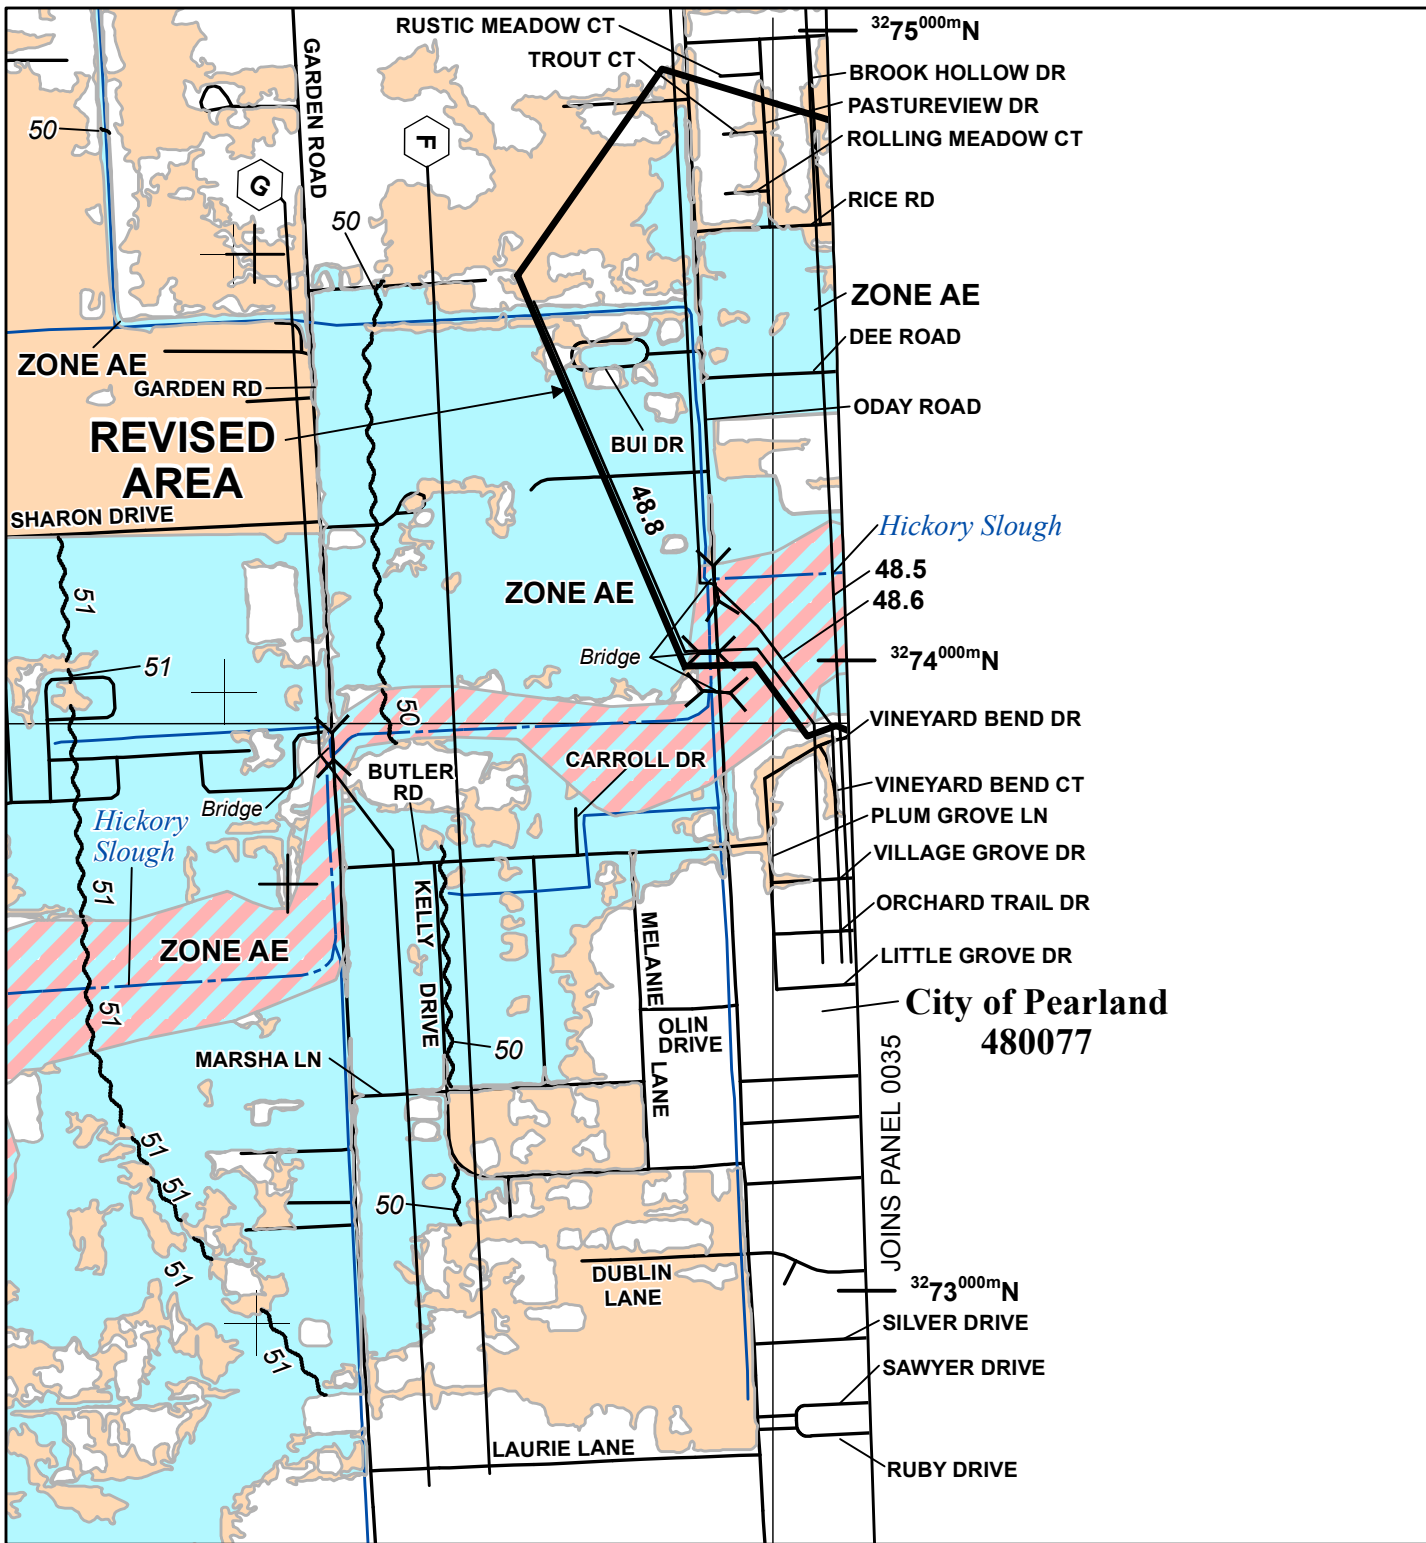 RUSTIC MEADOW CT
3275000mN
TROUT CT
BROOK HOLLOW DR
PASTUREVIEW DR
ROLLING MEADOW CT
GARDEN ROAD
50
F
G
RICE RD
50
ZONE AE
DEE ROAD
ZONE AE
GARDEN RD
ODAY ROAD
REVISED
AREA
BUI DR
48.8
SHARON DRIVE
Hickory Slough
48.5
ZONE AE
48.6
51
Bridge
3274000mN
51
50
VINEYARD BEND DR
CARROLL DR
BUTLER
RD
VINEYARD BEND CT
Bridge
PLUM GROVE LN
Hickory
Slough
VILLAGE GROVE DR
51
KELLY DRIVE
ORCHARD TRAIL DR
MELANIE LANE
ZONE AE
LITTLE GROVE DR
City of Pearland
480077
51
OLIN
DRIVE
50
MARSHA LN
JOINS PANEL 0035
51
51
50
51
DUBLIN
LANE
3273000mN
SILVER DRIVE
51
SAWYER DRIVE
LAURIE LANE
RUBY DRIVE